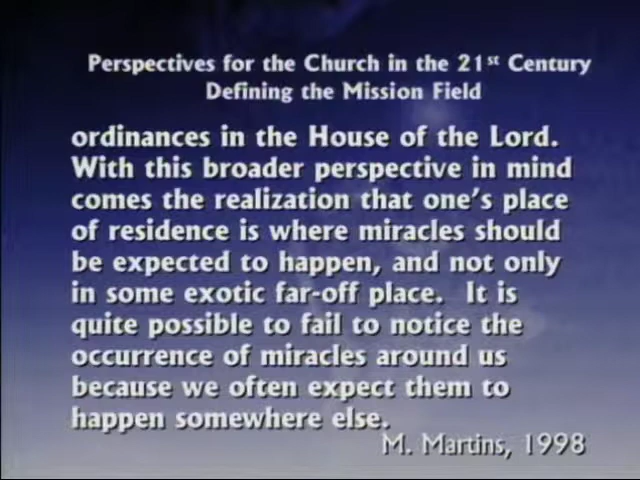 Perspectives for the Church in the 21st Century
Defining the Mission Field
ordinances in the House of the Lord.
With this broader perspective in mind
comes the realization that one's place
of residence is where miracles should
be expected to happen, and not only
in some exotic far-off place. It is
quite possible to fail to notice the
occurrence of miracles around us
because we often expect them to
happen somewhere else.
M. Martins, 1998